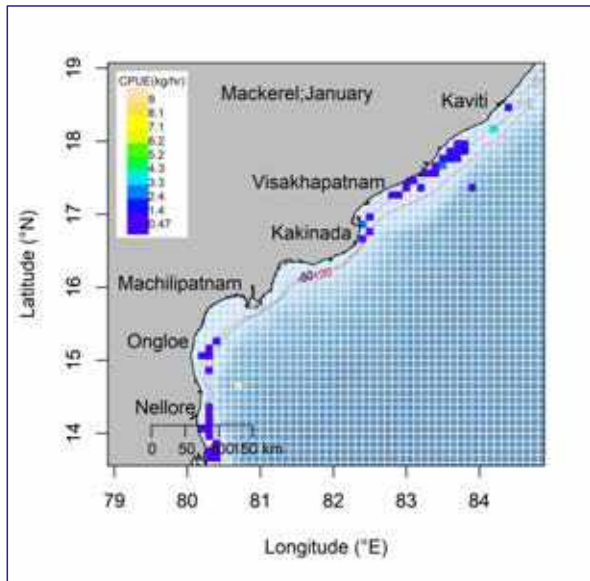 CPUE(kg/hr)
9
8.1
7.1
6.2
5.2
4.3
3.3
2.4
1.4
0.47
Mackerel;January
Kaviti
Visakhapatnam
Kakinada
Machilipatnam
Ongloe
Nellore
0 50 100 150 km
19
18
17
16
15
14
Latitude (°N)
79 80 81 82 83 84
Longitude (°E)